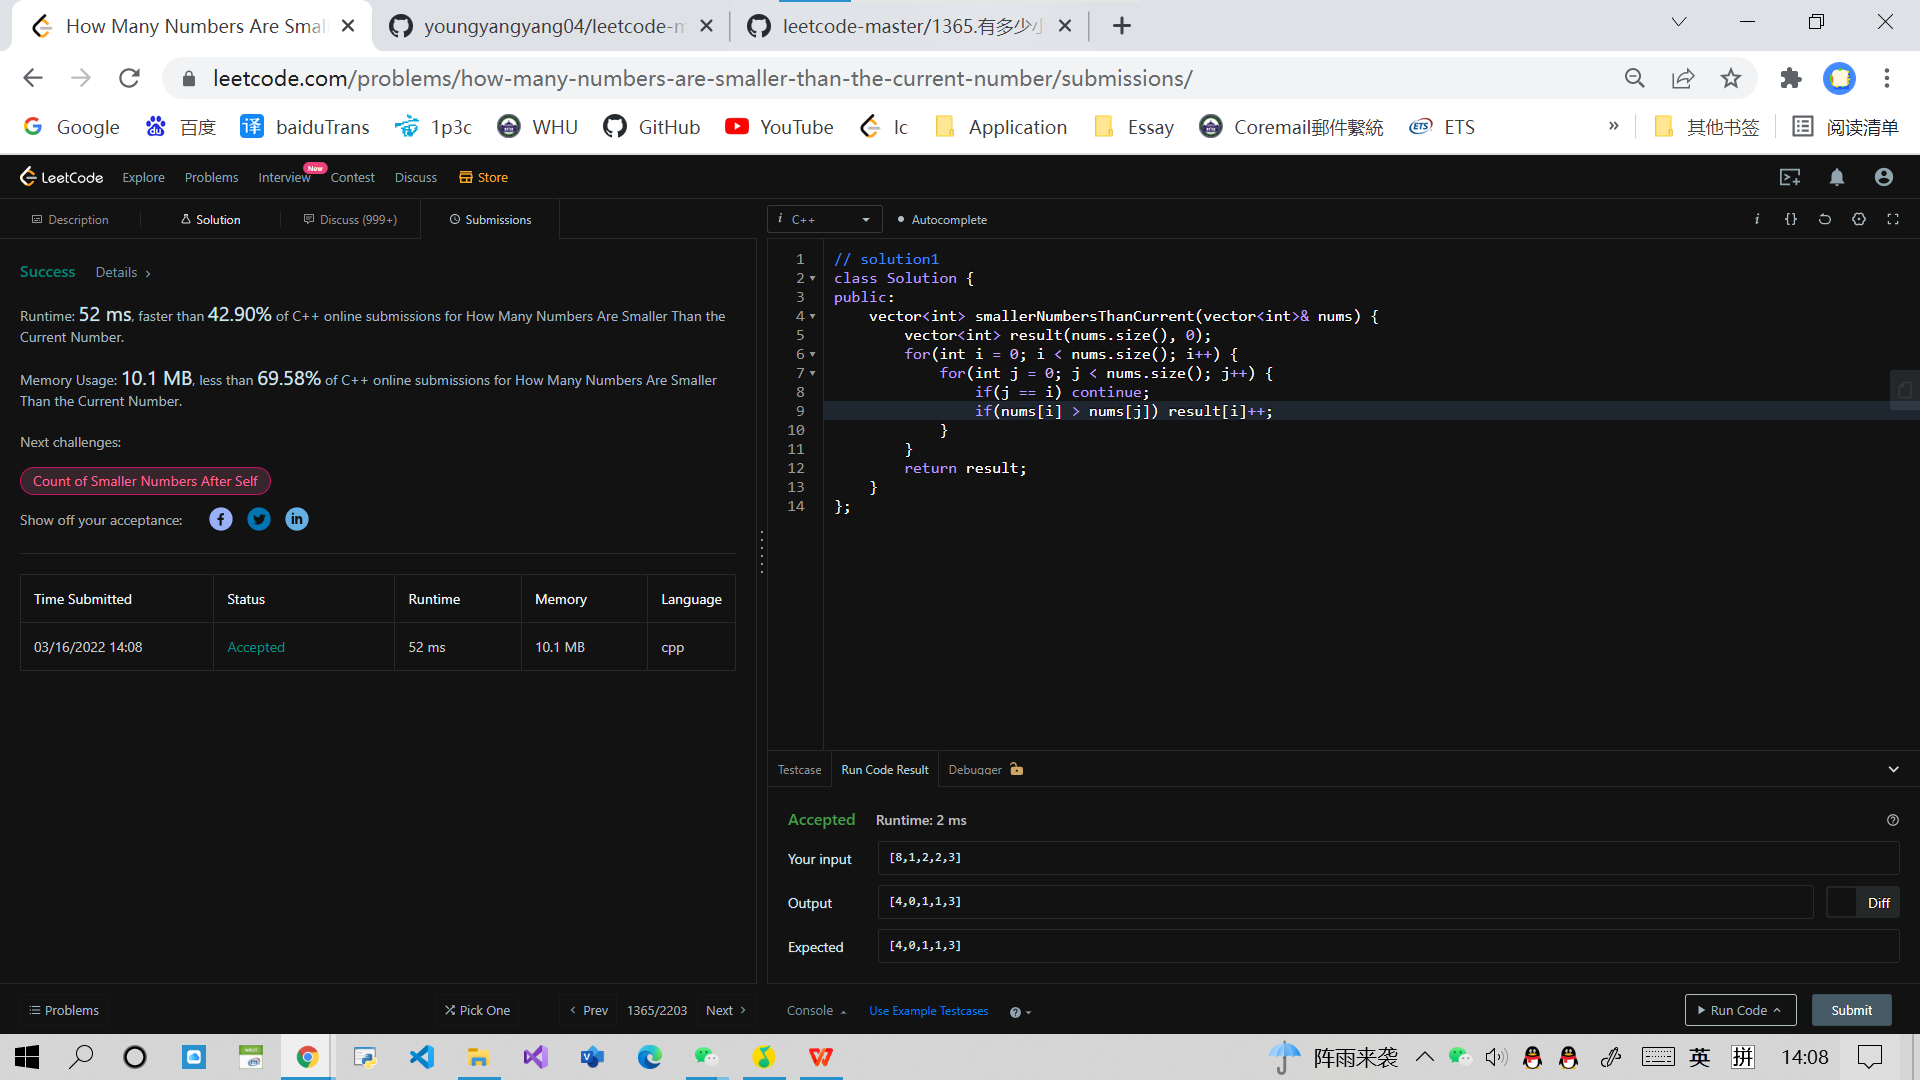 How Many Numbers Are Smal
youngyangyang04/leetcode-m
leetcode-master/1365.有多少小
leetcode.com/problems/how-many-numbers-are-smaller-than-the-current-number/submissions/
Google
百度
译
baiduTrans
1p3c
WHU
GitHub
YouTube
lc
Application
Essay
Coremail郵件繫統
ETS
ETS
»
其他书签
阅读清单
LeetCode
Explore
Problems
Interview
New
Contest
Discuss
Store
Description
Solution
Discuss (999+)
Submissions
i C++
Autocomplete
i
{}
Success
Details >
Runtime: 52 ms, faster than 42.90% of C++ online submissions for How Many Numbers Are Smaller Than the
Current Number.
Memory Usage: 10.1 MB, less than 69.58% of C++ online submissions for How Many Numbers Are Smaller
Than the Current Number.
Next challenges:
Count of Smaller Numbers After Self
Show off your acceptance:
Time Submitted Status Runtime Memory Language
03/16/2022 14:08 Accepted 52 ms 10.1 MB cpp
1 // solution1
2 class Solution {
3 public:
4 vector<int> smallerNumbersThanCurrent(vector<int>& nums) {
5 vector<int> result(nums.size(), 0);
6 for(int i = 0; i < nums.size(); i++) {
7 for(int j = 0; j < nums.size(); j++) {
8 if(j == i) continue;
9 if(nums[i] > nums[j]) result[i]++;
10 }
11 }
12 return result;
13 }
14 };
Testcase
Run Code Result
Debugger
Accepted Runtime: 2 ms
Your input [8,1,2,2,3]
Output [4,0,1,1,3]
Diff
Expected [4,0,1,1,3]
Problems
Pick One
< Prev
1365/2203
Next >
Console
Use Example Testcases
Run Code
Submit
阵雨来袭
英
拼
14:08